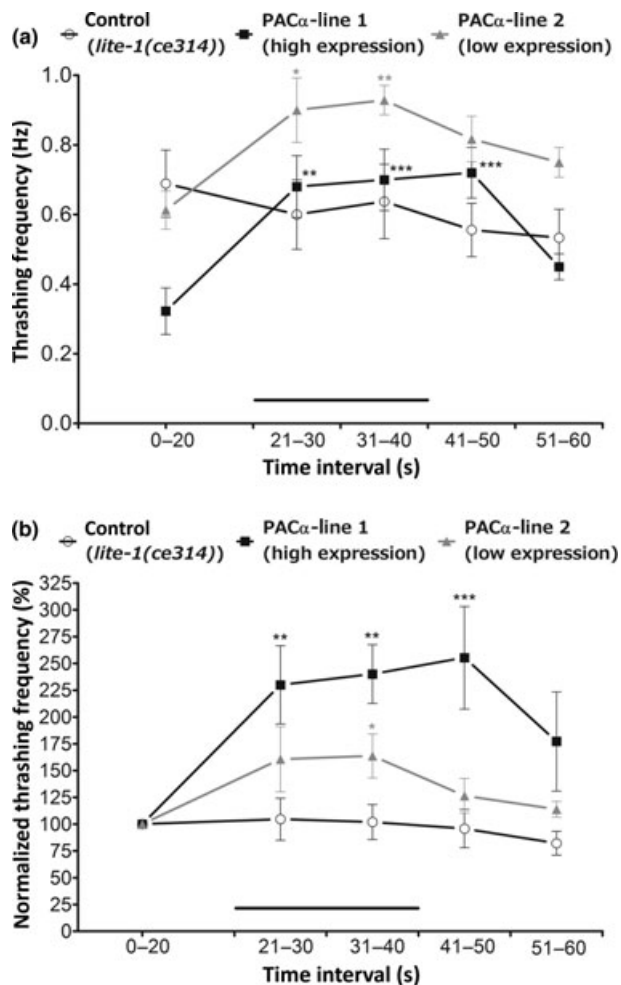 (a)
Control
(lite-1(ce314))
PACα-line 1
(high expression)
PACα-line 2
(low expression)
Thrashing frequency (Hz)
1.0
0.8
0.6
0.4
0.2
0.0
*
**
**
***
***
0–20
21–30
31–40
41–50
51–60
Time interval (s)
(b)
Control
(lite-1(ce314))
PACα-line 1
(high expression)
PACα-line 2
(low expression)
Normalized thrashing frequency (%)
325
300
275
250
225
200
175
150
125
100
75
50
25
0
**
**
***
*
0–20
21–30
31–40
41–50
51–60
Time interval (s)